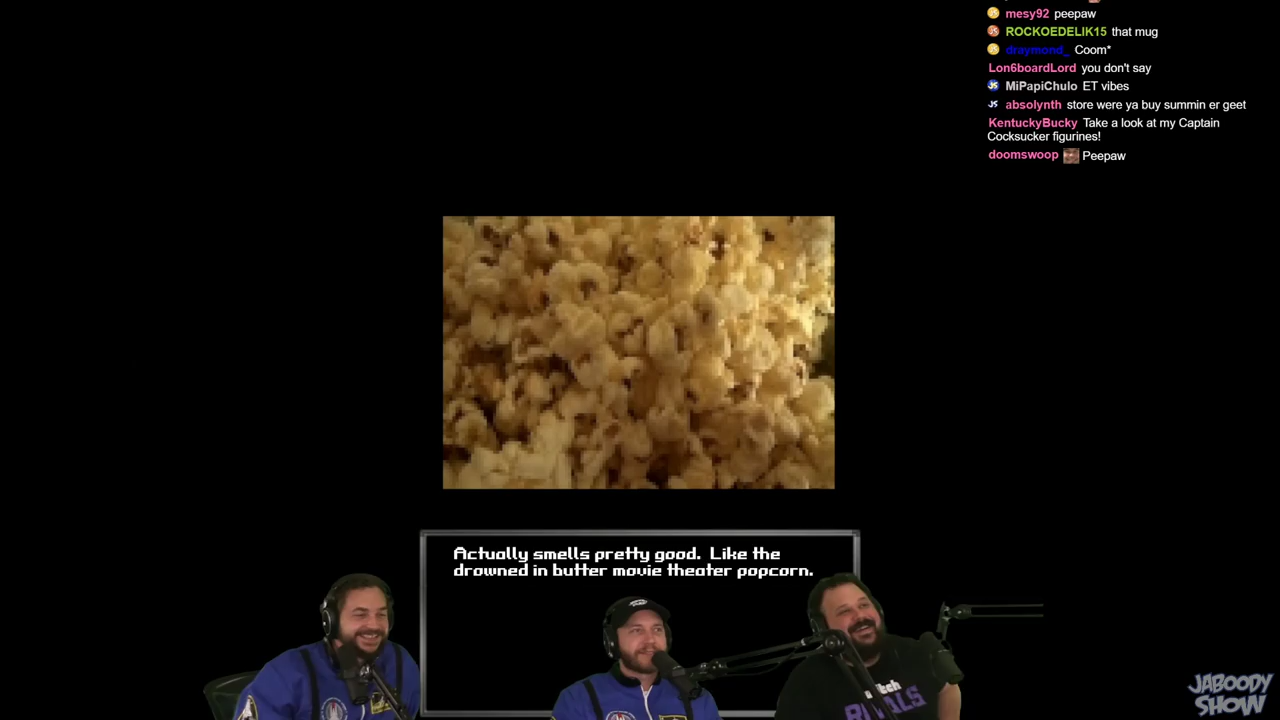 mesy92 peepaw
ROCKOEDELIK15 that mug
draymond_ Coom*
Lon6boardLord you don't say
MiPapiChulo ET vibes
absolynth store were ya buy summin er geet
KentuckyBucky Take a look at my Captain
Cocksucker figurines!
doomswoop Peepaw
Actually smells pretty good. Like the
drowned in butter movie theater popcorn.
RIVALS
JABOODY
SHOW